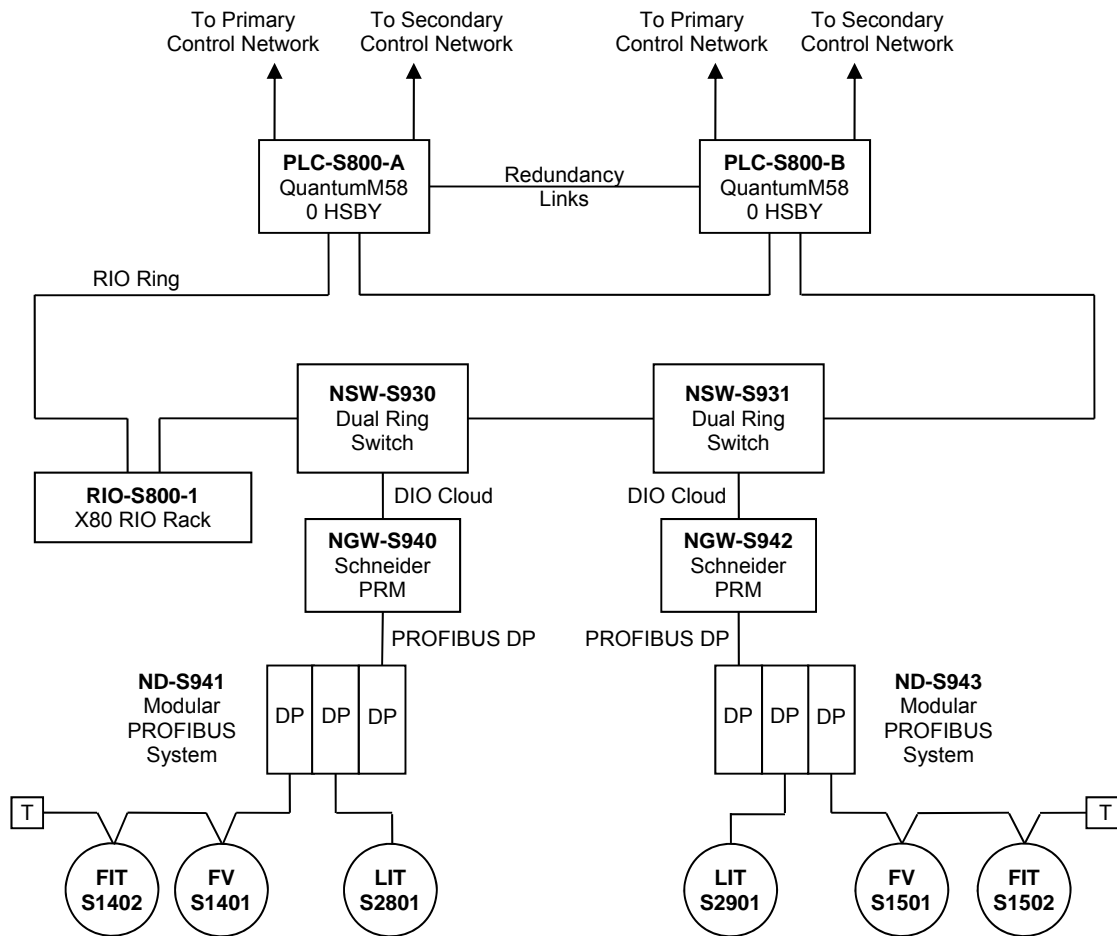 To Primary
Control Network
To Secondary
Control Network
To Primary
Control Network
To Secondary
Control Network
PLC-S800-A
QuantumM58
0 HSBY
Redundancy
Links
PLC-S800-B
QuantumM58
0 HSBY
RIO Ring
NSW-S930
Dual Ring
Switch
NSW-S931
Dual Ring
Switch
RIO-S800-1
X80 RIO Rack
DIO Cloud
DIO Cloud
NGW-S940
Schneider
PRM
NGW-S942
Schneider
PRM
PROFIBUS DP
PROFIBUS DP
ND-S941
Modular
PROFIBUS
System
DP
DP
DP
DP
DP
DP
ND-S943
Modular
PROFIBUS
System
T
T
FIT
S1402
FV
S1401
LIT
S2801
LIT
S2901
FV
S1501
FIT
S1502